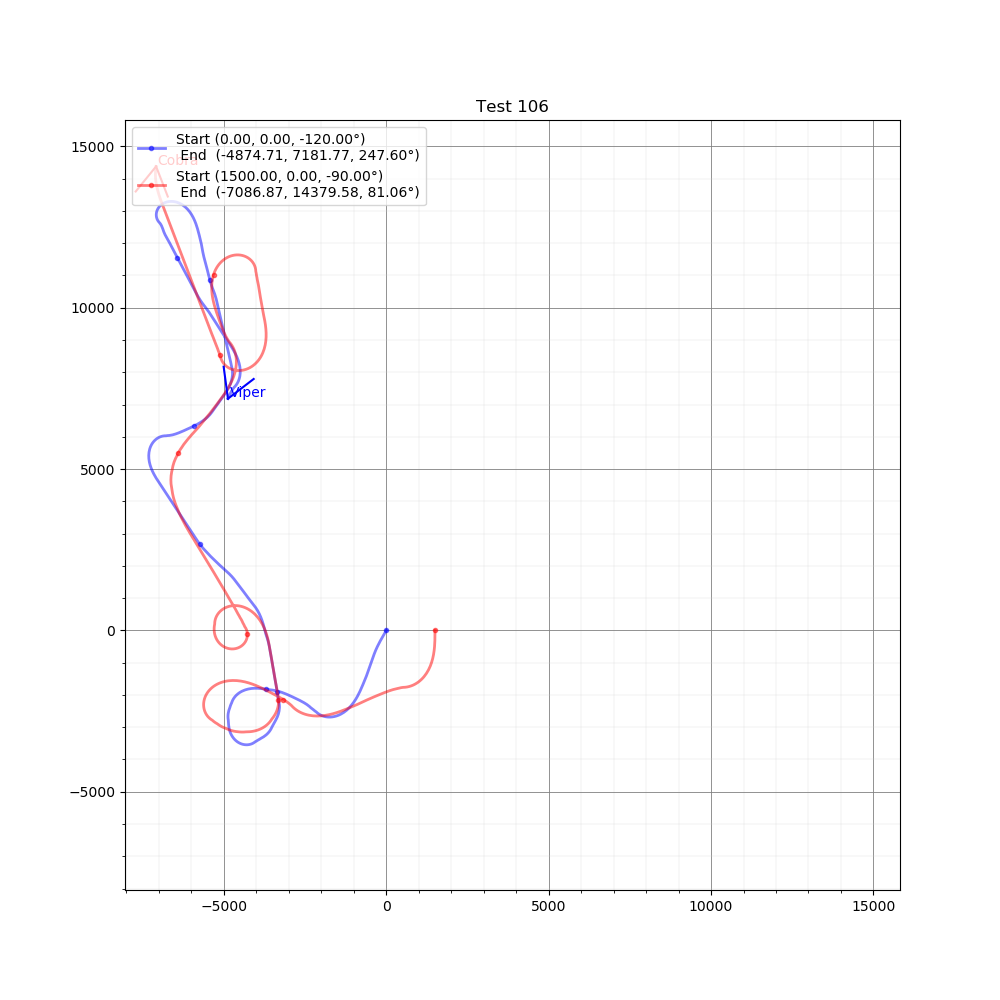 Test 106
Start (0.00, 0.00, -120.00°)
End (-4874.71, 7181.77, 247.60°)
Start (1500.00, 0.00, -90.00°)
End (-7086.87, 14379.58, 81.06°)
Cobra
Viper
15000
10000
5000
0
−5000
−5000
0
5000
10000
15000